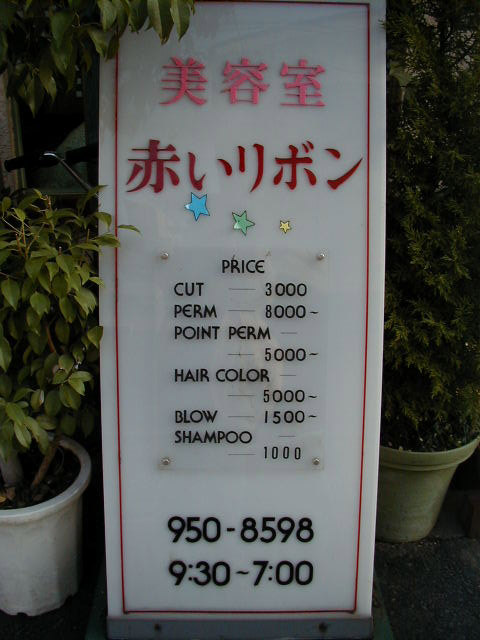 美容室
赤いリボン
PRICE
CUT — 3000
PERM — 8000~
POINT PERM —
— 5000~
HAIR COLOR —
— 5000~
BLOW — 1500~
SHAMPOO —
— 1000
950-8598
9:30~7:00